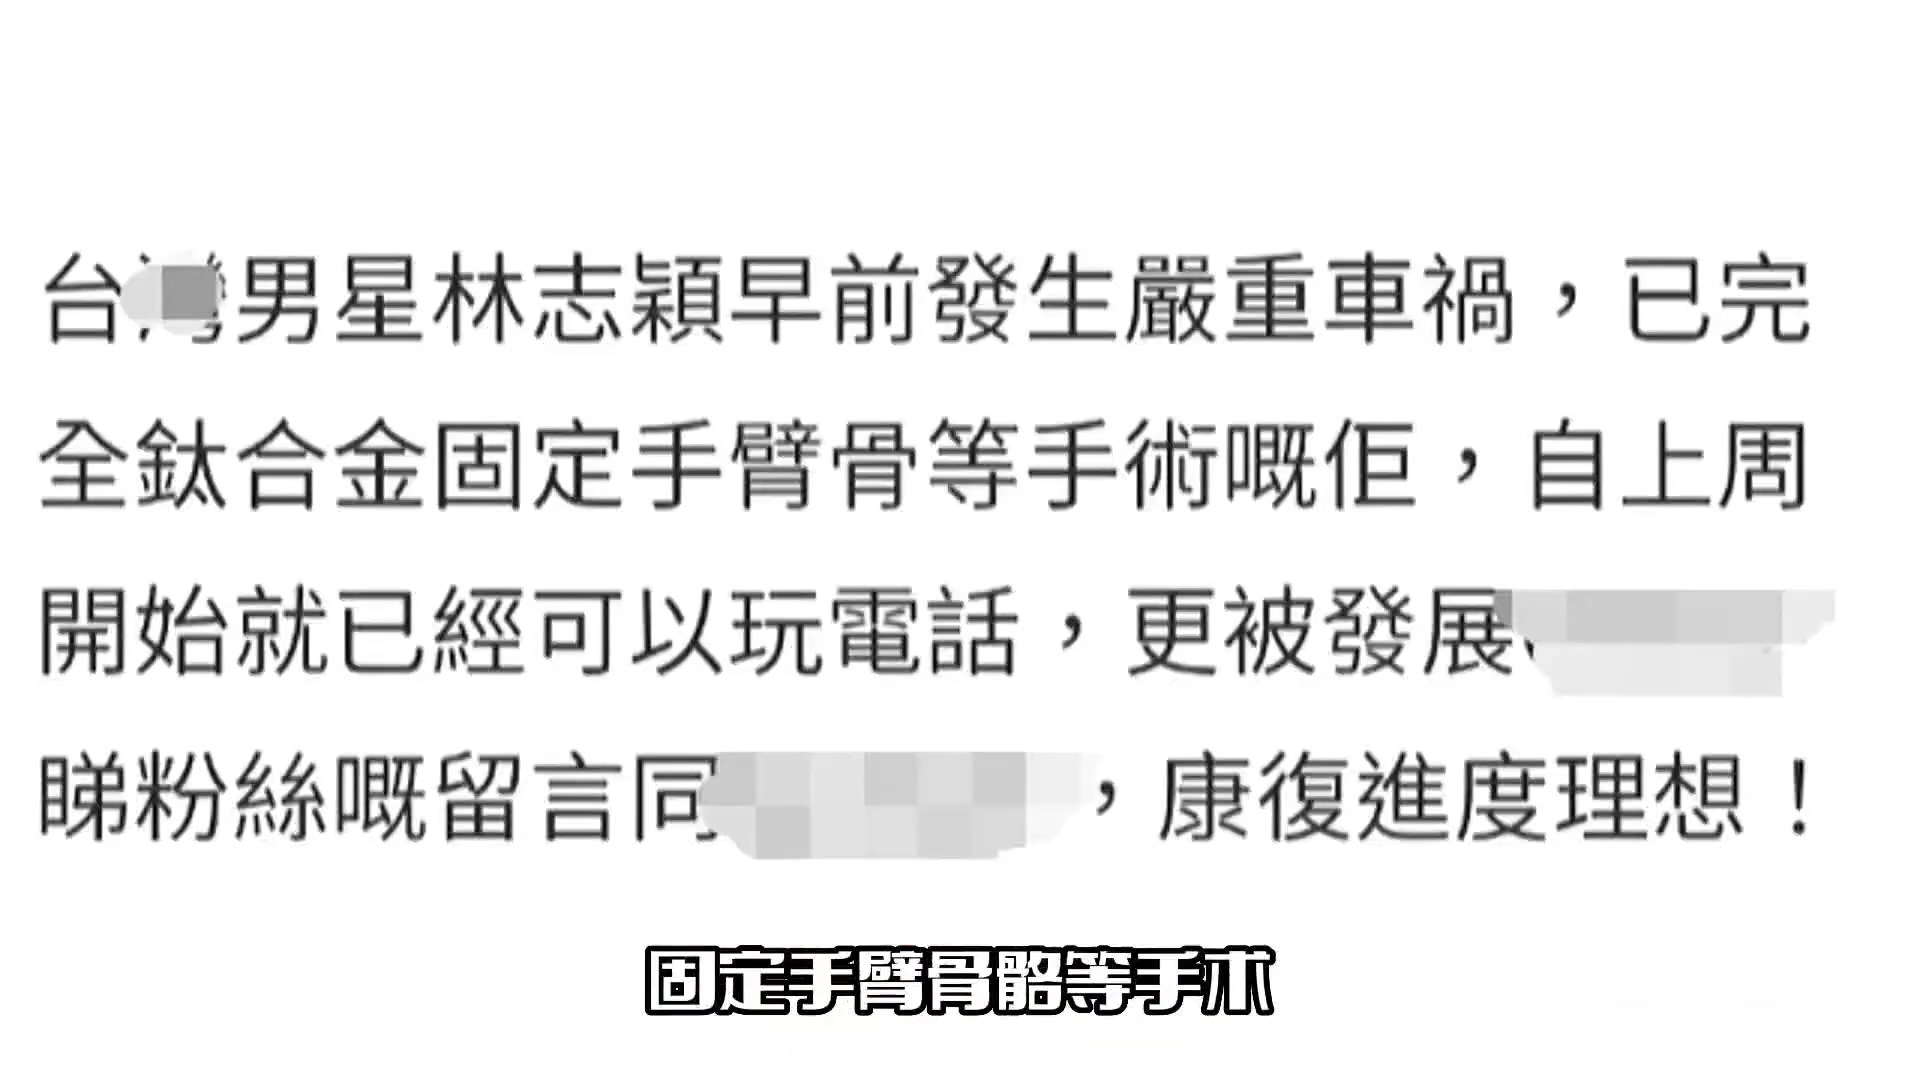 台男星林志穎早前發生嚴重車禍，已完
全鈦合金固定手臂骨等手術嘅佢，自上周
開始就已經可以玩電話，更被發展
睇粉絲嘅留言同，康復進度理想！
固定手臂骨骼等手术